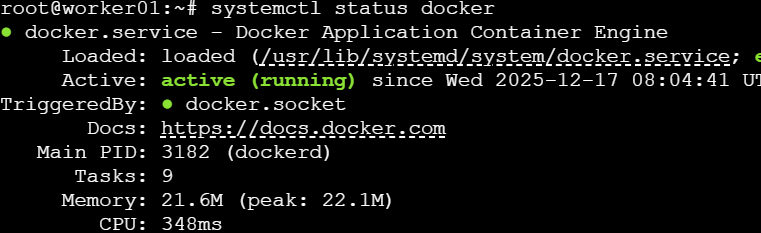 root@worker01:~# systemctl status docker
● docker.service - Docker Application Container Engine
Loaded: loaded (/usr/lib/systemd/system/docker.service;
Active: active (running) since Wed 2025-12-17 08:04:41
TriggeredBy: ● docker.socket
Docs: https://docs.docker.com
Main PID: 3182 (dockerd)
Tasks: 9
Memory: 21.6M (peak: 22.1M)
CPU: 348ms